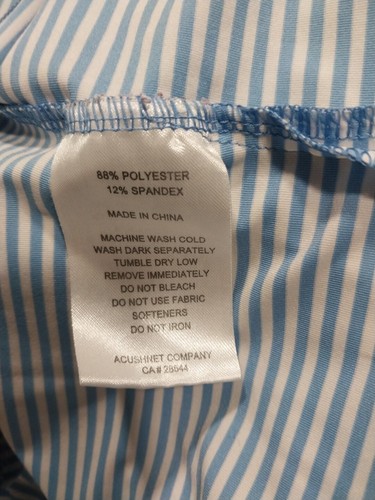 88% POLYESTER
12% SPANDEX
MADE IN CHINA
MACHINE WASH COLD
WASH DARK SEPARATELY
TUMBLE DRY LOW
REMOVE IMMEDIATELY
DO NOT BLEACH
DO NOT USE FABRIC
SOFTENERS
DO NOT IRON
ACUSHNET COMPANY
CA# 28644